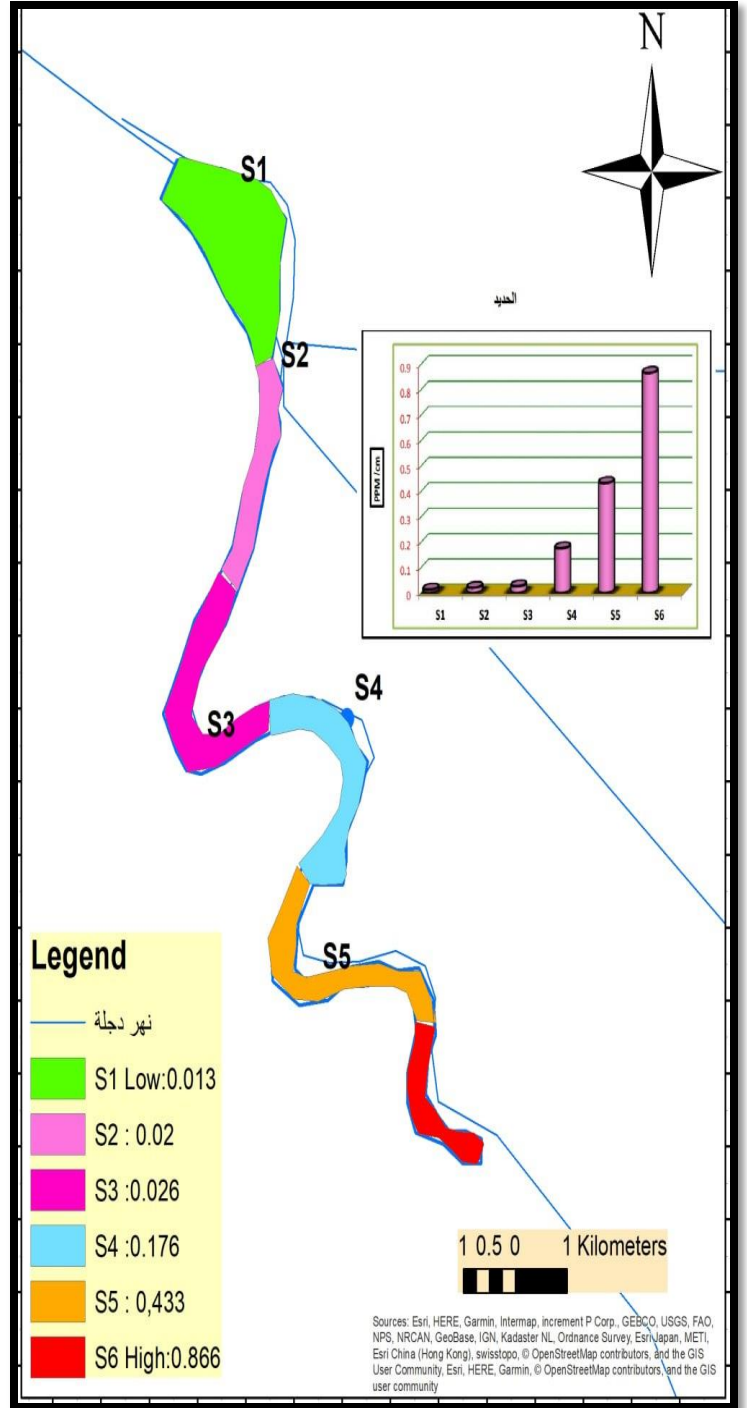 N
S1
S2
الحديد
0.9
0.8
0.7
0.6
0.5
0.4
0.3
0.2
0.1
0
PPM /cm
S1 S2 S3 S4 S5 S6
S4
S3
S5
Legend
نهر دجلة
S1 Low:0.013
S2 : 0.02
S3 :0.026
S4 :0.176
S5 : 0,433
S6 High:0.866
1 0.5 0 1 Kilometers
Sources: Esri, HERE, Garmin, Intermap, increment P Corp., GEBCO, USGS, FAO,
NPS, NRCAN, GeoBase, IGN, Kadaster NL, Ordnance Survey, Esri Japan, METI,
Esri China (Hong Kong), swisstopo, © OpenStreetMap contributors, and the GIS
User Community, Esri, HERE, Garmin, © OpenStreetMap contributors, and the GIS
user community